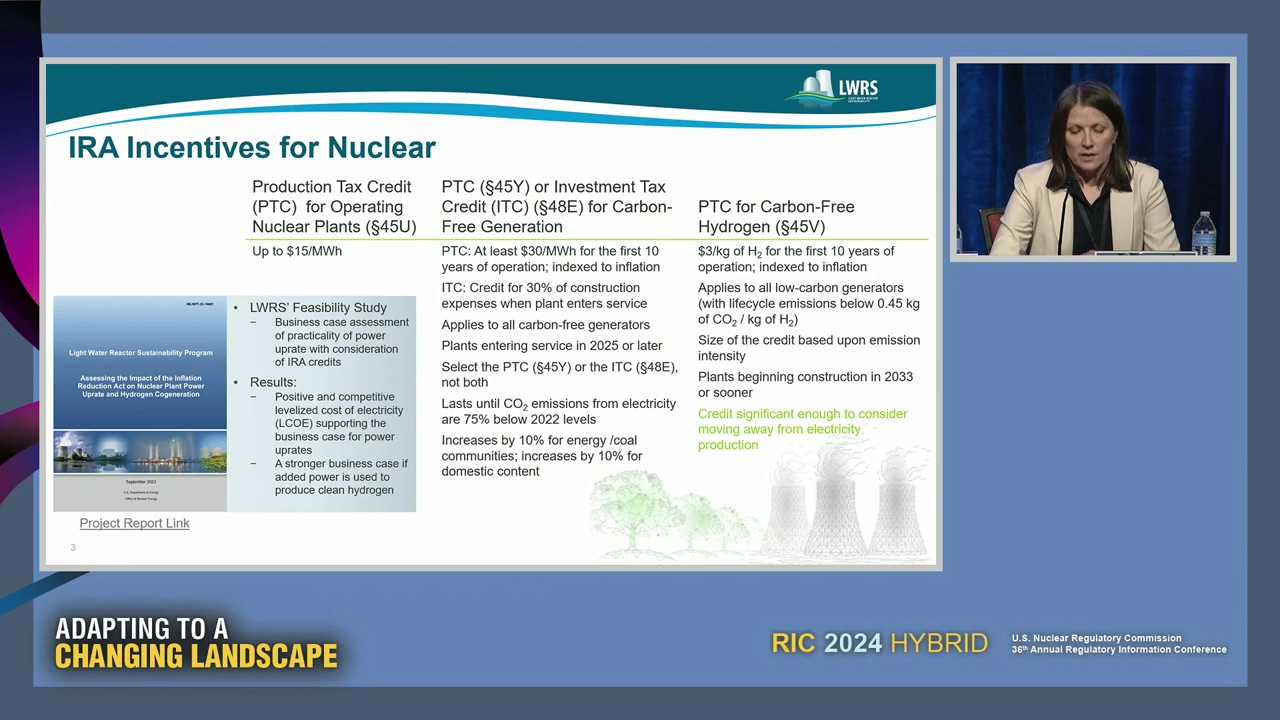 LWRS
LIGHT WATER REACTOR
SUSTAINABILITY
IRA Incentives for Nuclear
Production Tax Credit
(PTC) for Operating
Nuclear Plants (§45U)
Up to $15/MWh
PTC (§45Y) or Investment Tax
Credit (ITC) (§48E) for Carbon-
Free Generation
PTC: At least $30/MWh for the first 10
years of operation; indexed to inflation
ITC: Credit for 30% of construction
expenses when plant enters service
Applies to all carbon-free generators
Plants entering service in 2025 or later
Select the PTC (§45Y) or the ITC (§48E),
not both
Lasts until CO₂ emissions from electricity
are 75% below 2022 levels
Increases by 10% for energy /coal
communities; increases by 10% for
domestic content
PTC for Carbon-Free
Hydrogen (§45V)
$3/kg of H₂ for the first 10 years of
operation; indexed to inflation
Applies to all low-carbon generators
(with lifecycle emissions below 0.45 kg
of CO₂ / kg of H₂)
Size of the credit based upon emission
intensity
Plants beginning construction in 2033
or sooner
Credit significant enough to consider
moving away from electricity
production
Light Water Reactor Sustainability Program
Assessing the Impact of the Inflation
Reduction Act on Nuclear Plant Power
Uprate and Hydrogen Cogeneration
September 2023
U.S. Department of Energy
Office of Nuclear Energy
• LWRS’ Feasibility Study
– Business case assessment
of practicality of power
uprate with consideration
of IRA credits
• Results:
– Positive and competitive
levelized cost of electricity
(LCOE) supporting the
business case for power
uprates
– A stronger business case if
added power is used to
produce clean hydrogen
Project Report Link
3
ADAPTING TO A
CHANGING LANDSCAPE
RIC 2024 HYBRID
U.S. Nuclear Regulatory Commission
36th Annual Regulatory Information Conference